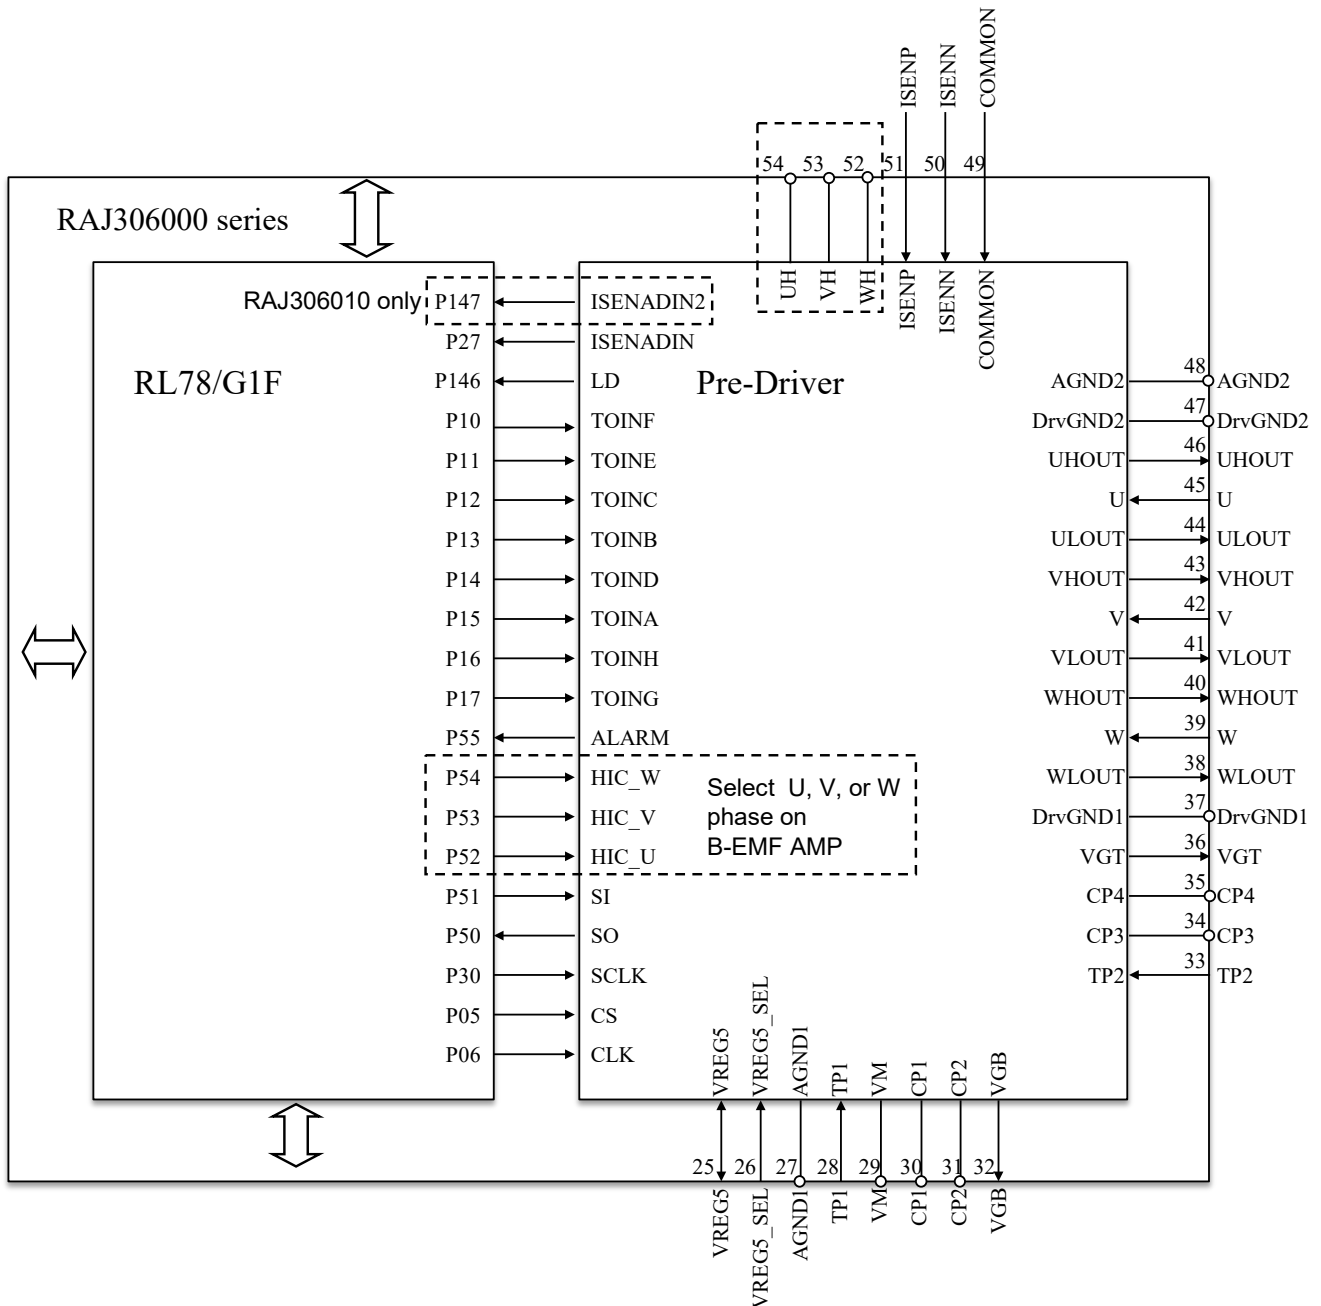 ISENP
ISENN
COMMON
54 53 52 51 50 49
RAJ306000 series
UH
VH
WH
ISENP
ISENN
COMMON
RAJ306010 only P147 ISENADIN2
P27 ISENADIN
RL78/G1F
Pre-Driver
P146 LD
AGND2 48 AGND2
P10 TOINF
DrvGND2 47 DrvGND2
P11 TOINE
UHOUT 46 UHOUT
P12 TOINC
U 45 U
P13 TOINB
ULOUT 44 ULOUT
P14 TOIND
VHOUT 43 VHOUT
P15 TOINA
V 42 V
P16 TOINH
VLOUT 41 VLOUT
P17 TOING
WHOUT 40 WHOUT
P55 ALARM
W 39 W
P54 HIC_W
WLOUT 38 WLOUT
P53 HIC_V
DrvGND1 37 DrvGND1
P52 HIC_U
VGT 36 VGT
Select U, V, or W
phase on
B-EMF AMP
P51 SI
CP4 35 CP4
P50 SO
CP3 34 CP3
P30 SCLK
TP2 33 TP2
P05 CS
P06 CLK
VREG5
VREG5_SEL
AGND1
TP1
VM
CP1
CP2
VGB
25 26 27 28 29 30 31 32
VREG5
VREG5_SEL
AGND1
TP1
VM
CP1
CP2
VGB